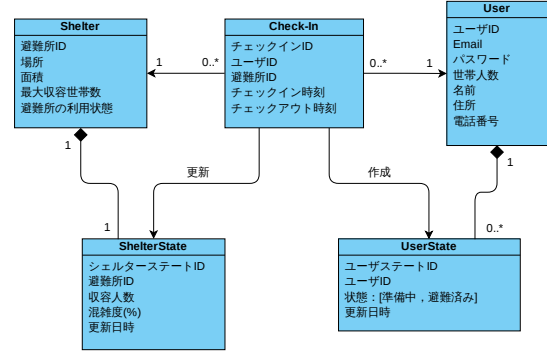 Shelter
避難所ID
場所
面積
最大収容世帯数
避難所の利用状態
1
0..*
Check-In
チェックインID
ユーザID
避難所ID
チェックイン時刻
チェックアウト時刻
0..*
1
User
ユーザID
Email
パスワード
世帯人数
名前
住所
電話番号
1
更新
作成
1
1
0..*
ShelterState
シェルターステートID
避難所ID
収容人数
混雑度(%)
更新日時
UserState
ユーザステートID
ユーザID
状態：[準備中，避難済み]
更新日時